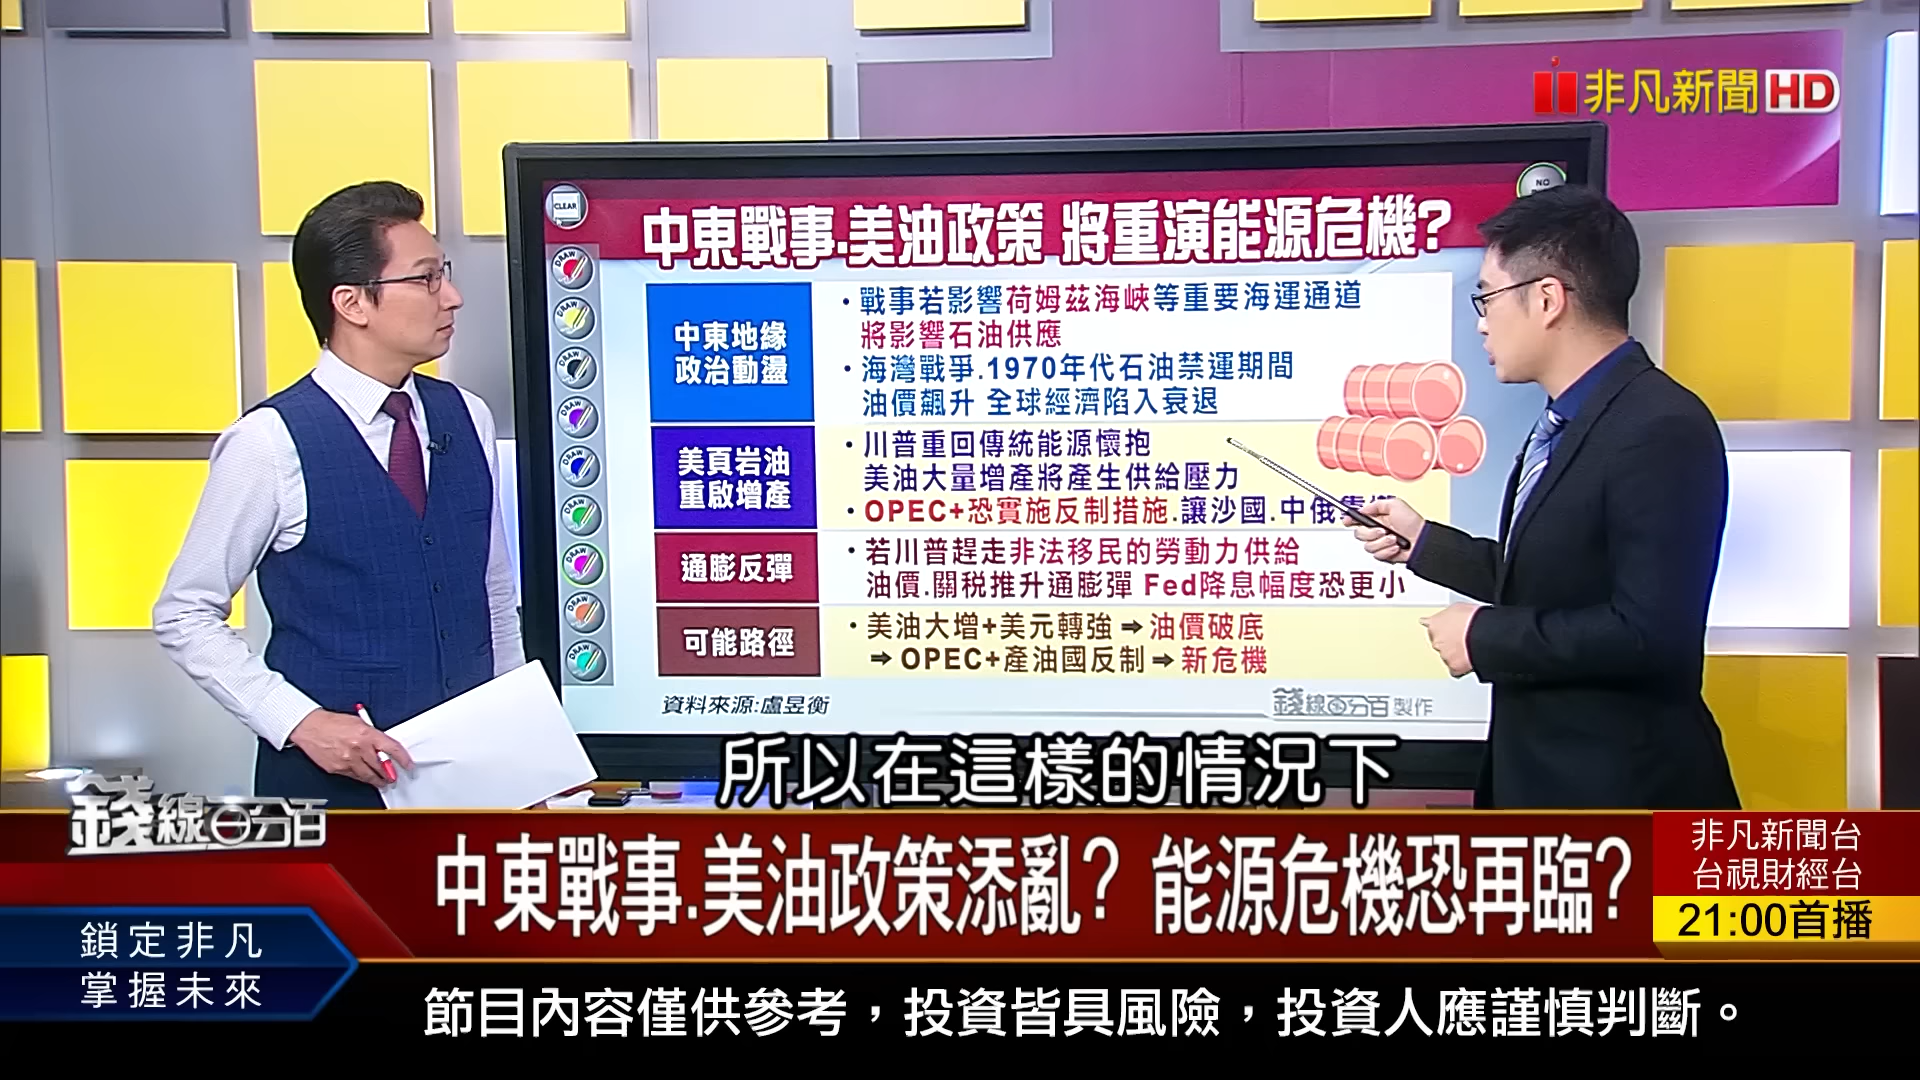 非凡新聞HD
CLEAR
NO
中東戰事.美油政策 將重演能源危機?
DRAW
DRAW
DRAW
DRAW
DRAW
DRAW
DRAW
DRAW
DRAW
中東地緣
政治動盪
・戰事若影響荷姆茲海峽等重要海運通道
將影響石油供應
・海灣戰爭.1970年代石油禁運期間
油價飆升 全球經濟陷入衰退
美頁岩油
重啟增產
・川普重回傳統能源懷抱
美油大量增產將產生供給壓力
・OPEC+恐實施反制措施.讓沙國.中俄
通膨反彈
・若川普趕走非法移民的勞動力供給
油價.關稅推升通膨彈 Fed降息幅度恐更小
可能路徑
・美油大增+美元轉強➡油價破底
➡OPEC+產油國反制➡新危機
資料來源:盧昱衡
錢線百分百製作
所以在這樣的情況下
錢線百分百
中東戰事.美油政策添亂? 能源危機恐再臨?
非凡新聞台
台視財經台
21:00首播
鎖定非凡
掌握未來
節目內容僅供參考，投資皆具風險，投資人應謹慎判斷。